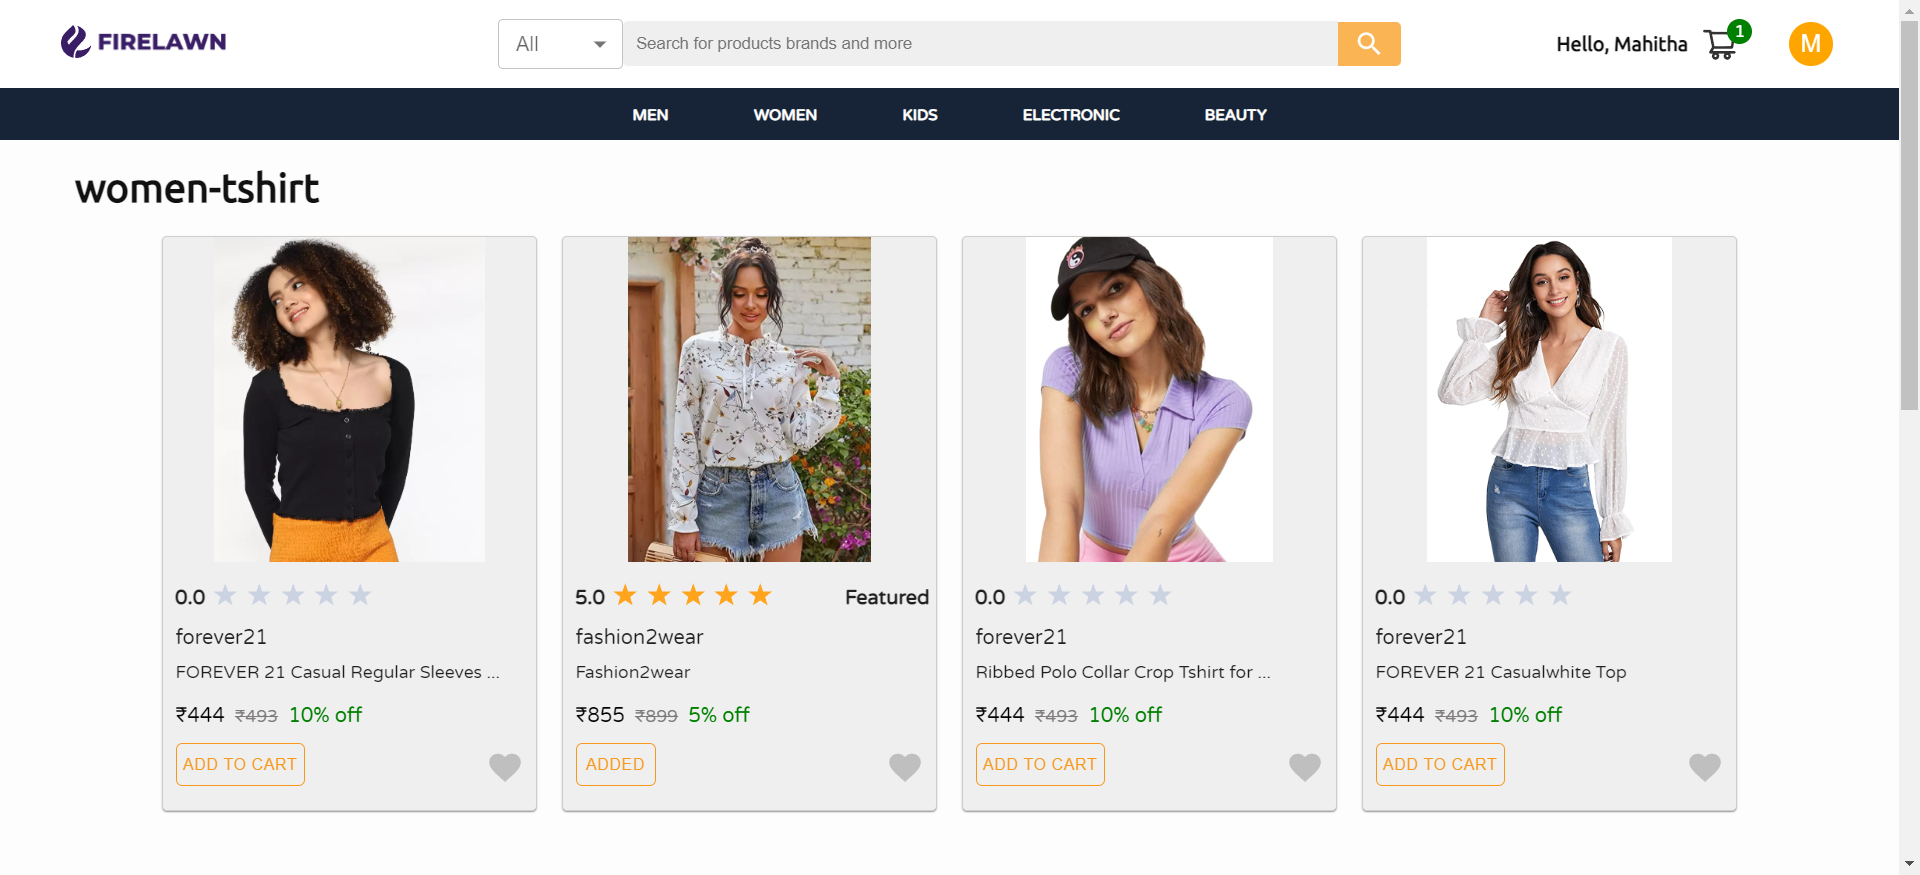 FIRELAWN
All
Search for products brands and more
Hello, Mahitha
1
M
MEN WOMEN KIDS ELECTRONIC BEAUTY
women-tshirt
0.0
forever21
FOREVER 21 Casual Regular Sleeves ...
₹444 ₹493 10% off
ADD TO CART
5.0 Featured
fashion2wear
Fashion2wear
₹855 ₹899 5% off
ADDED
0.0
forever21
Ribbed Polo Collar Crop Tshirt for ...
₹444 ₹493 10% off
ADD TO CART
0.0
forever21
FOREVER 21 Casualwhite Top
₹444 ₹493 10% off
ADD TO CART